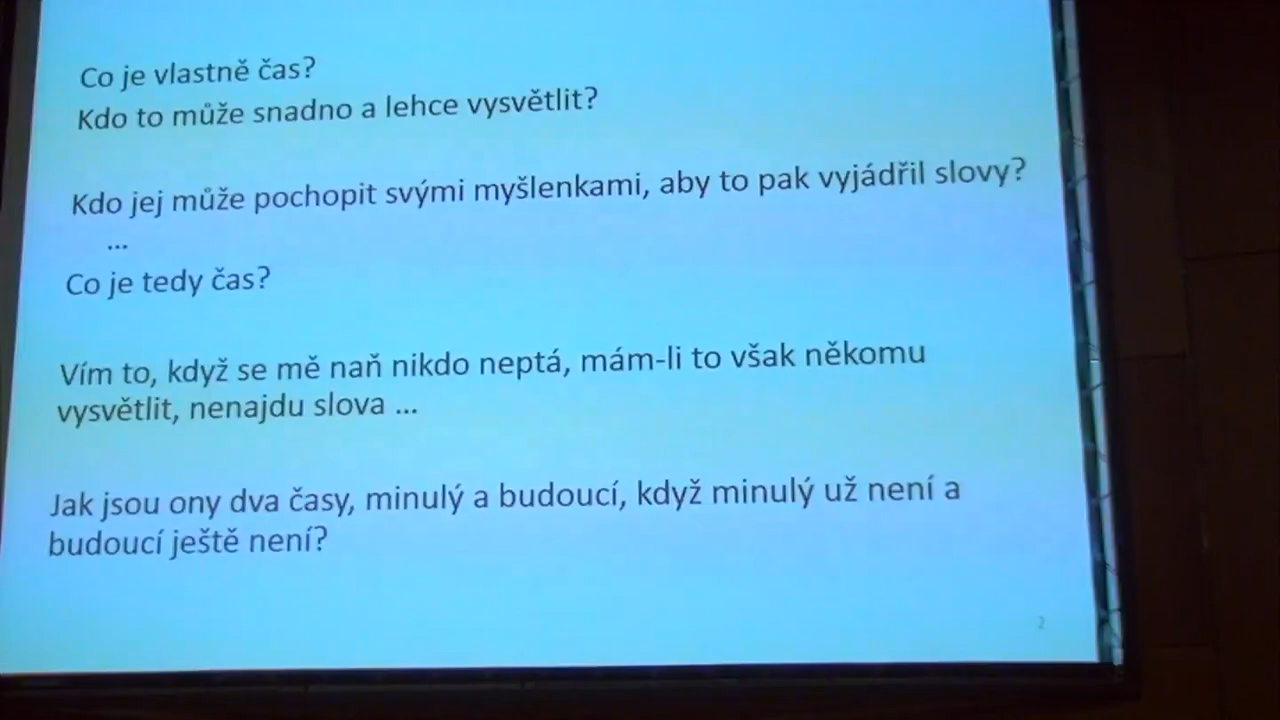 Co je vlastně čas?
Kdo to může snadno a lehce vysvětlit?
Kdo jej může pochopit svými myšlenkami, aby to pak vyjádřil slovy?
...
Co je tedy čas?
Vím to, když se mě naň nikdo neptá, mám-li to však někomu
vysvětlit, nenajdu slova ...
Jak jsou ony dva časy, minulý a budoucí, když minulý už není a
budoucí ještě není?
2